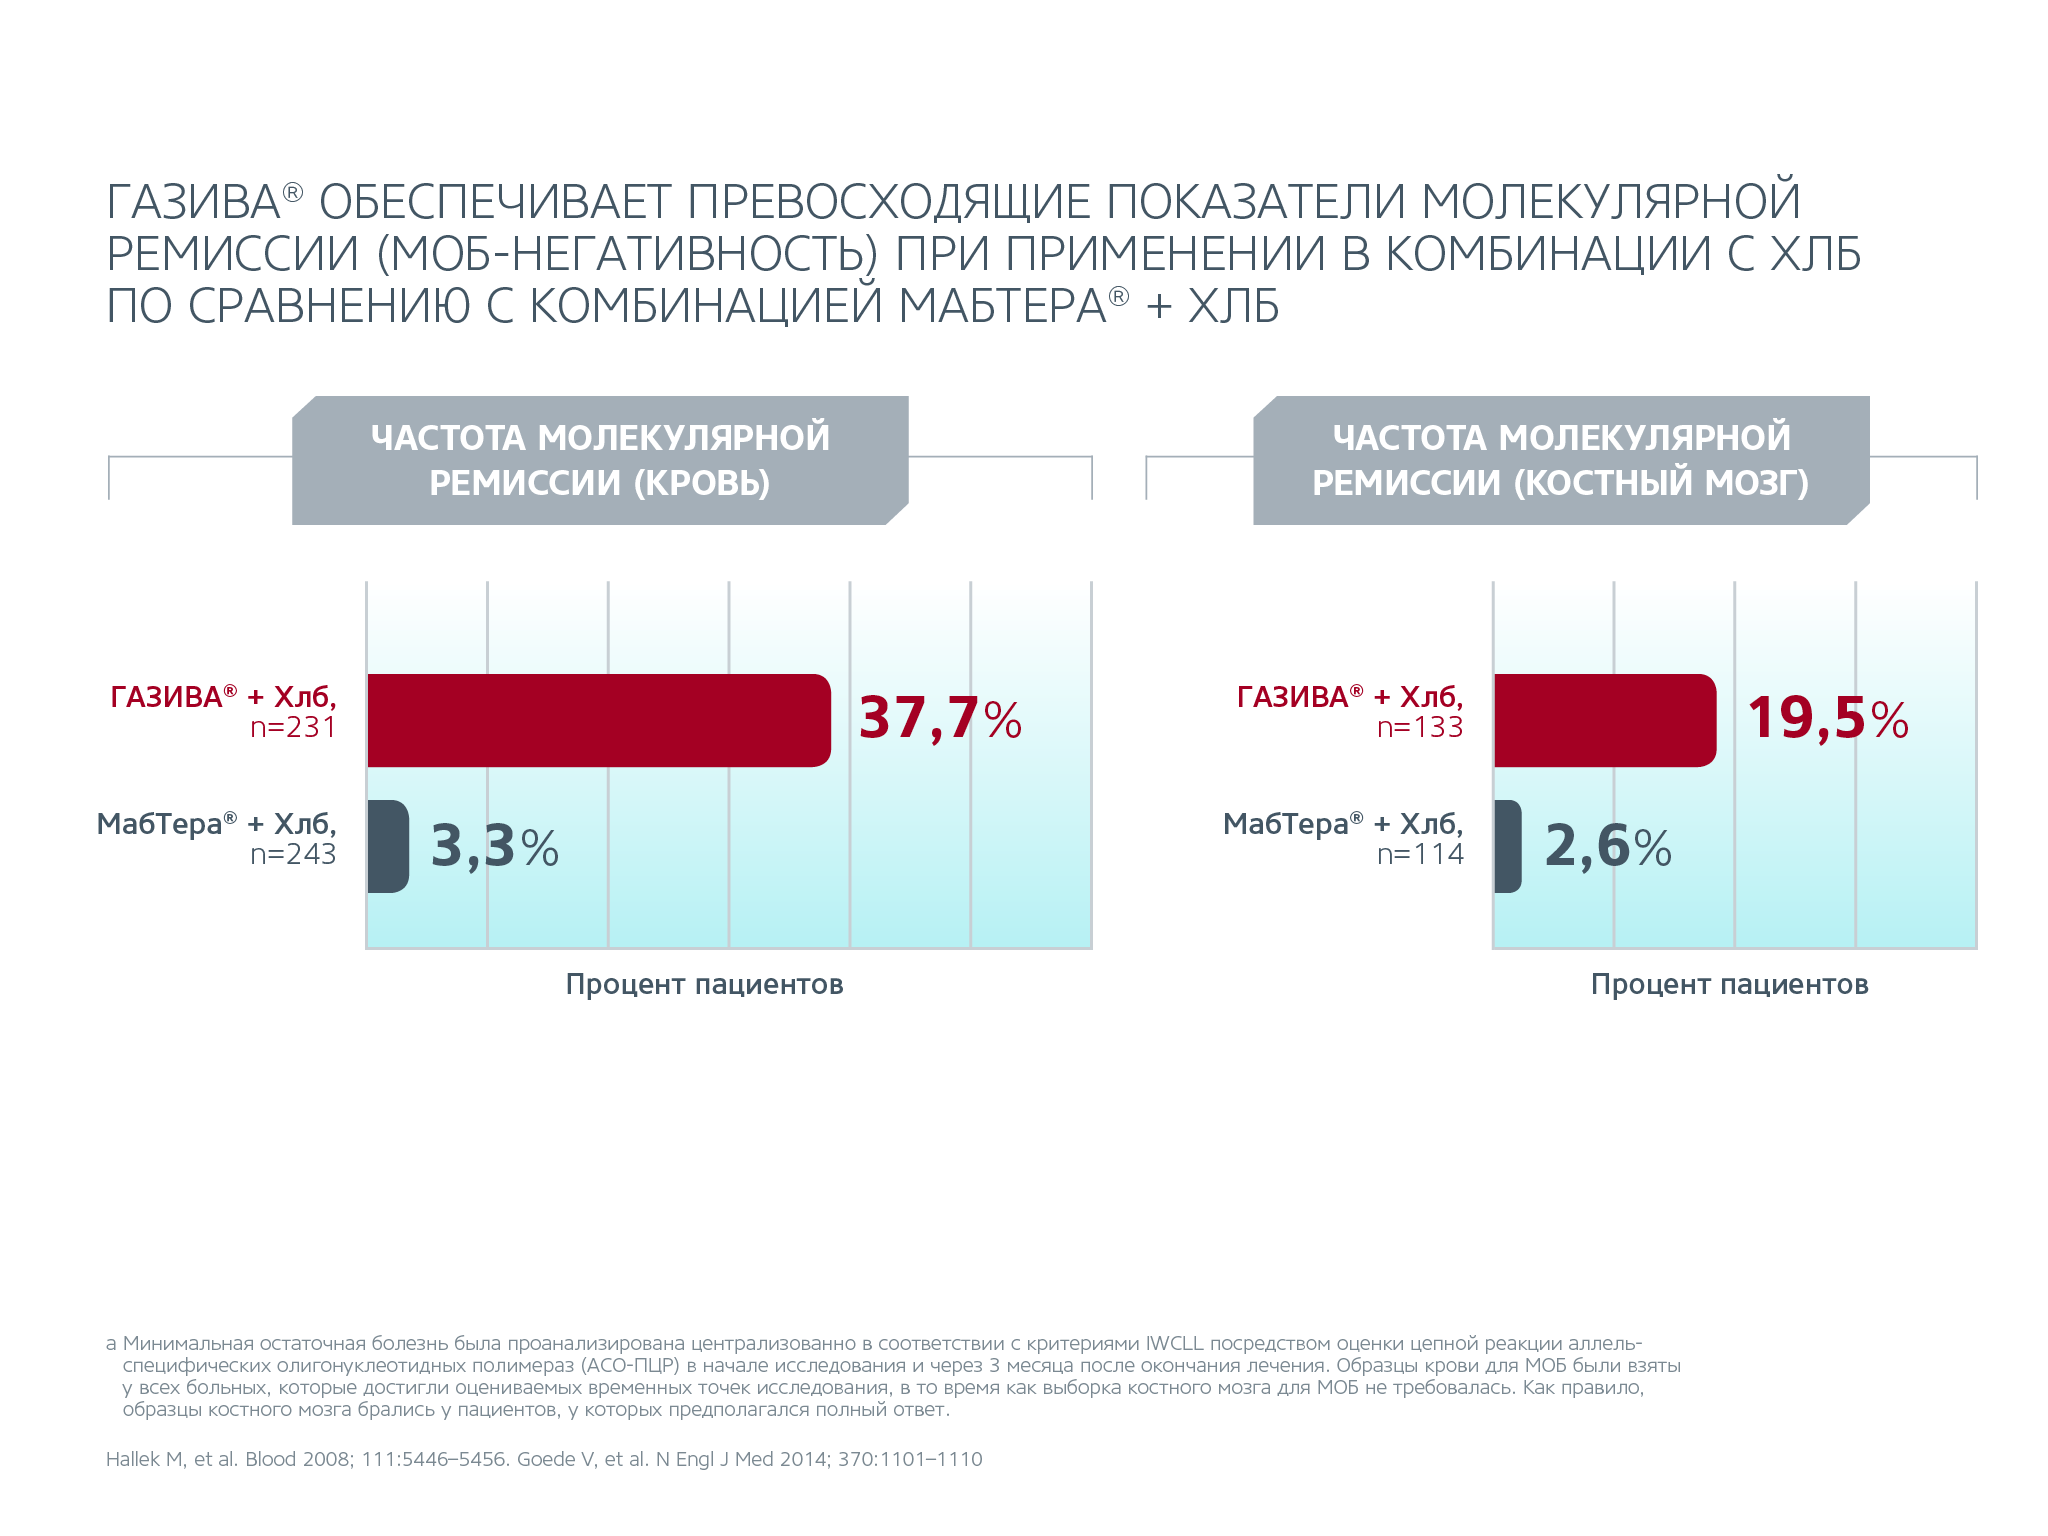 ГАЗИВА® ОБЕСПЕЧИВАЕТ ПРЕВОСХОДЯЩИЕ ПОКАЗАТЕЛИ МОЛЕКУЛЯРНОЙ
РЕМИССИИ (МОБ-НЕГАТИВНОСТЬ) ПРИ ПРИМЕНЕНИИ В КОМБИНАЦИИ С ХЛБ
ПО СРАВНЕНИЮ С КОМБИНАЦИЕЙ МАБТЕРА® + ХЛБ
ЧАСТОТА МОЛЕКУЛЯРНОЙ
РЕМИССИИ (КРОВЬ)
ГАЗИВА® + Хлб,
n=231
37,7%
МабТера® + Хлб,
n=243
3,3%
Процент пациентов
ЧАСТОТА МОЛЕКУЛЯРНОЙ
РЕМИССИИ (КОСТНЫЙ МОЗГ)
ГАЗИВА® + Хлб,
n=133
19,5%
МабТера® + Хлб,
n=114
2,6%
Процент пациентов
а Минимальная остаточная болезнь была проанализирована централизованно в соответствии с критериями IWCLL посредством оценки цепной реакции аллель-
специфических олигонуклеотидных полимераз (АСО-ПЦР) в начале исследования и через 3 месяца после окончания лечения. Образцы крови для МОБ были взяты
у всех больных, которые достигли оцениваемых временных точек исследования, в то время как выборка костного мозга для МОБ не требовалась. Как правило,
образцы костного мозга брались у пациентов, у которых предполагался полный ответ.
Hallek M, et al. Blood 2008; 111:5446–5456. Goede V, et al. N Engl J Med 2014; 370:1101–1110